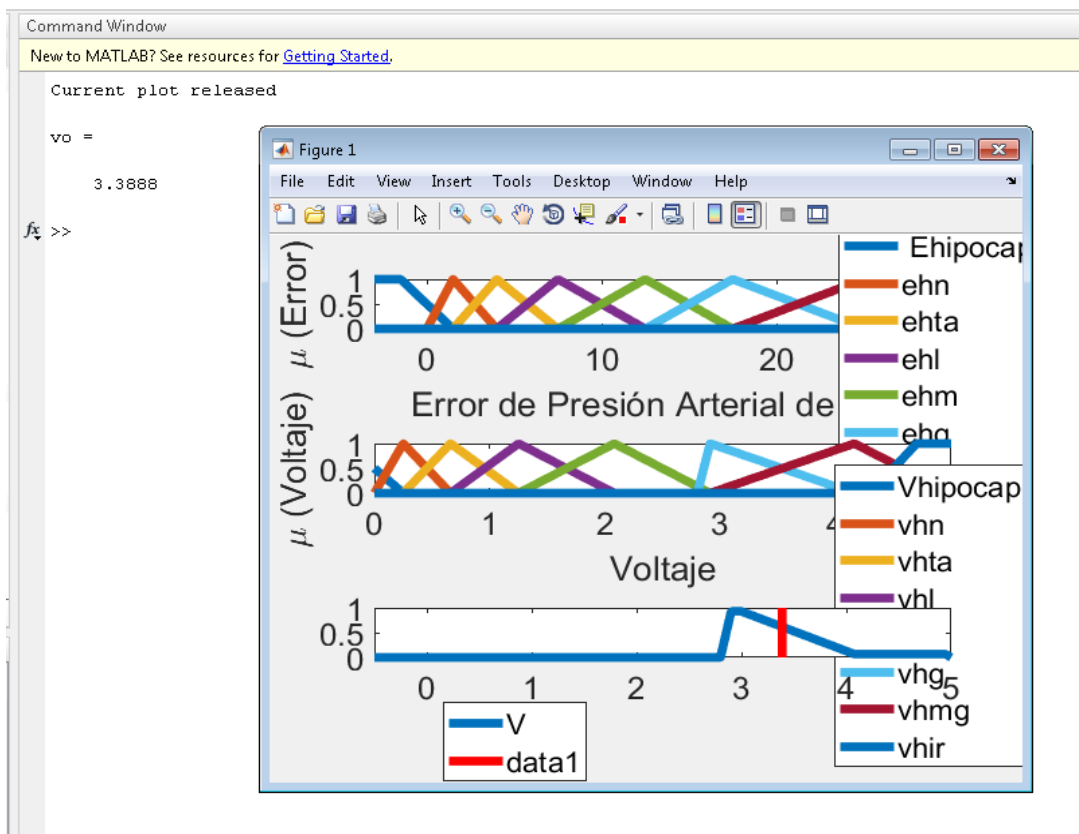 Command Window
New to MATLAB? See resources for Getting Started.
Current plot released
vo =
3.3888
fx >>
Figure 1
File Edit View Insert Tools Desktop Window Help
μ (Error)
1
0.5
0
0 10 20
Error de Presión Arterial de
Ehipocap
ehn
ehta
ehl
ehm
ehg
μ (Voltaje)
1
0.5
0
0 1 2 3 4
Voltaje
Vhipocap
vhn
vhta
vhl
vhg
vhmg
vhir
1
0.5
0
0 1 2 3 4 5
V
data1